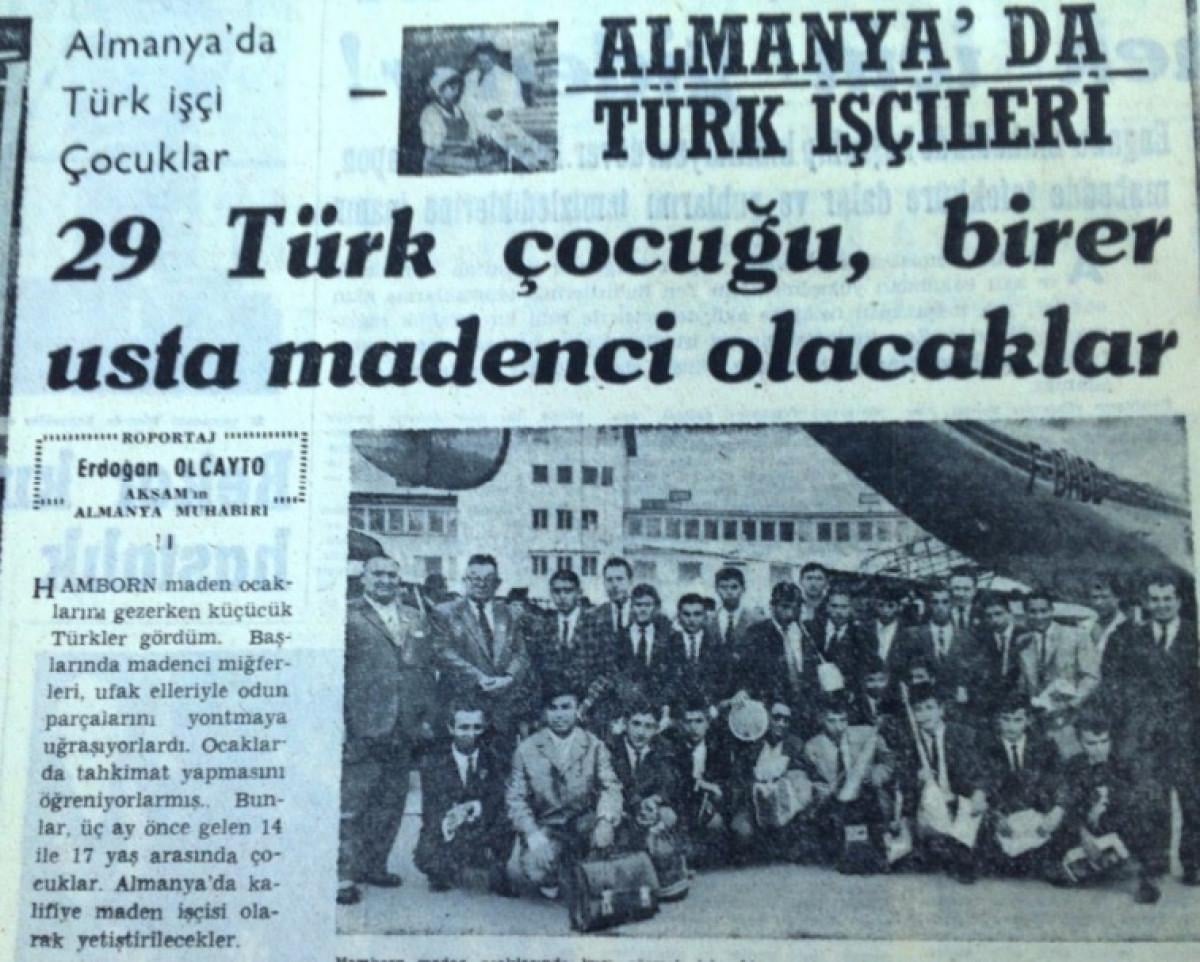 Almanya'da
Türk işçi
Çocuklar
ALMANYA' DA
TÜRK İŞÇİLERİ
29 Türk çocuğu, birer
usta madenci olacaklar
ROPORTAJ
Erdoğan OLCAYTO
AKŞAM'ın
ALMANYA MUHABİRİ
HAMBORN maden ocak-
larını gezerken küçücük
Türkler gördüm. Baş-
larında madenci miğfer-
leri, ufak elleriyle odun
parçalarını yontmaya
uğraşıyorlardı. Ocaklar-
da tahkimat yapmasını
öğreniyorlarmış.. Bun-
lar, üç ay önce gelen 14
ile 17 yaş arasında ço-
cuklar. Almanya'da ka-
lifiye maden işçisi ola-
rak yetiştirilecekler.